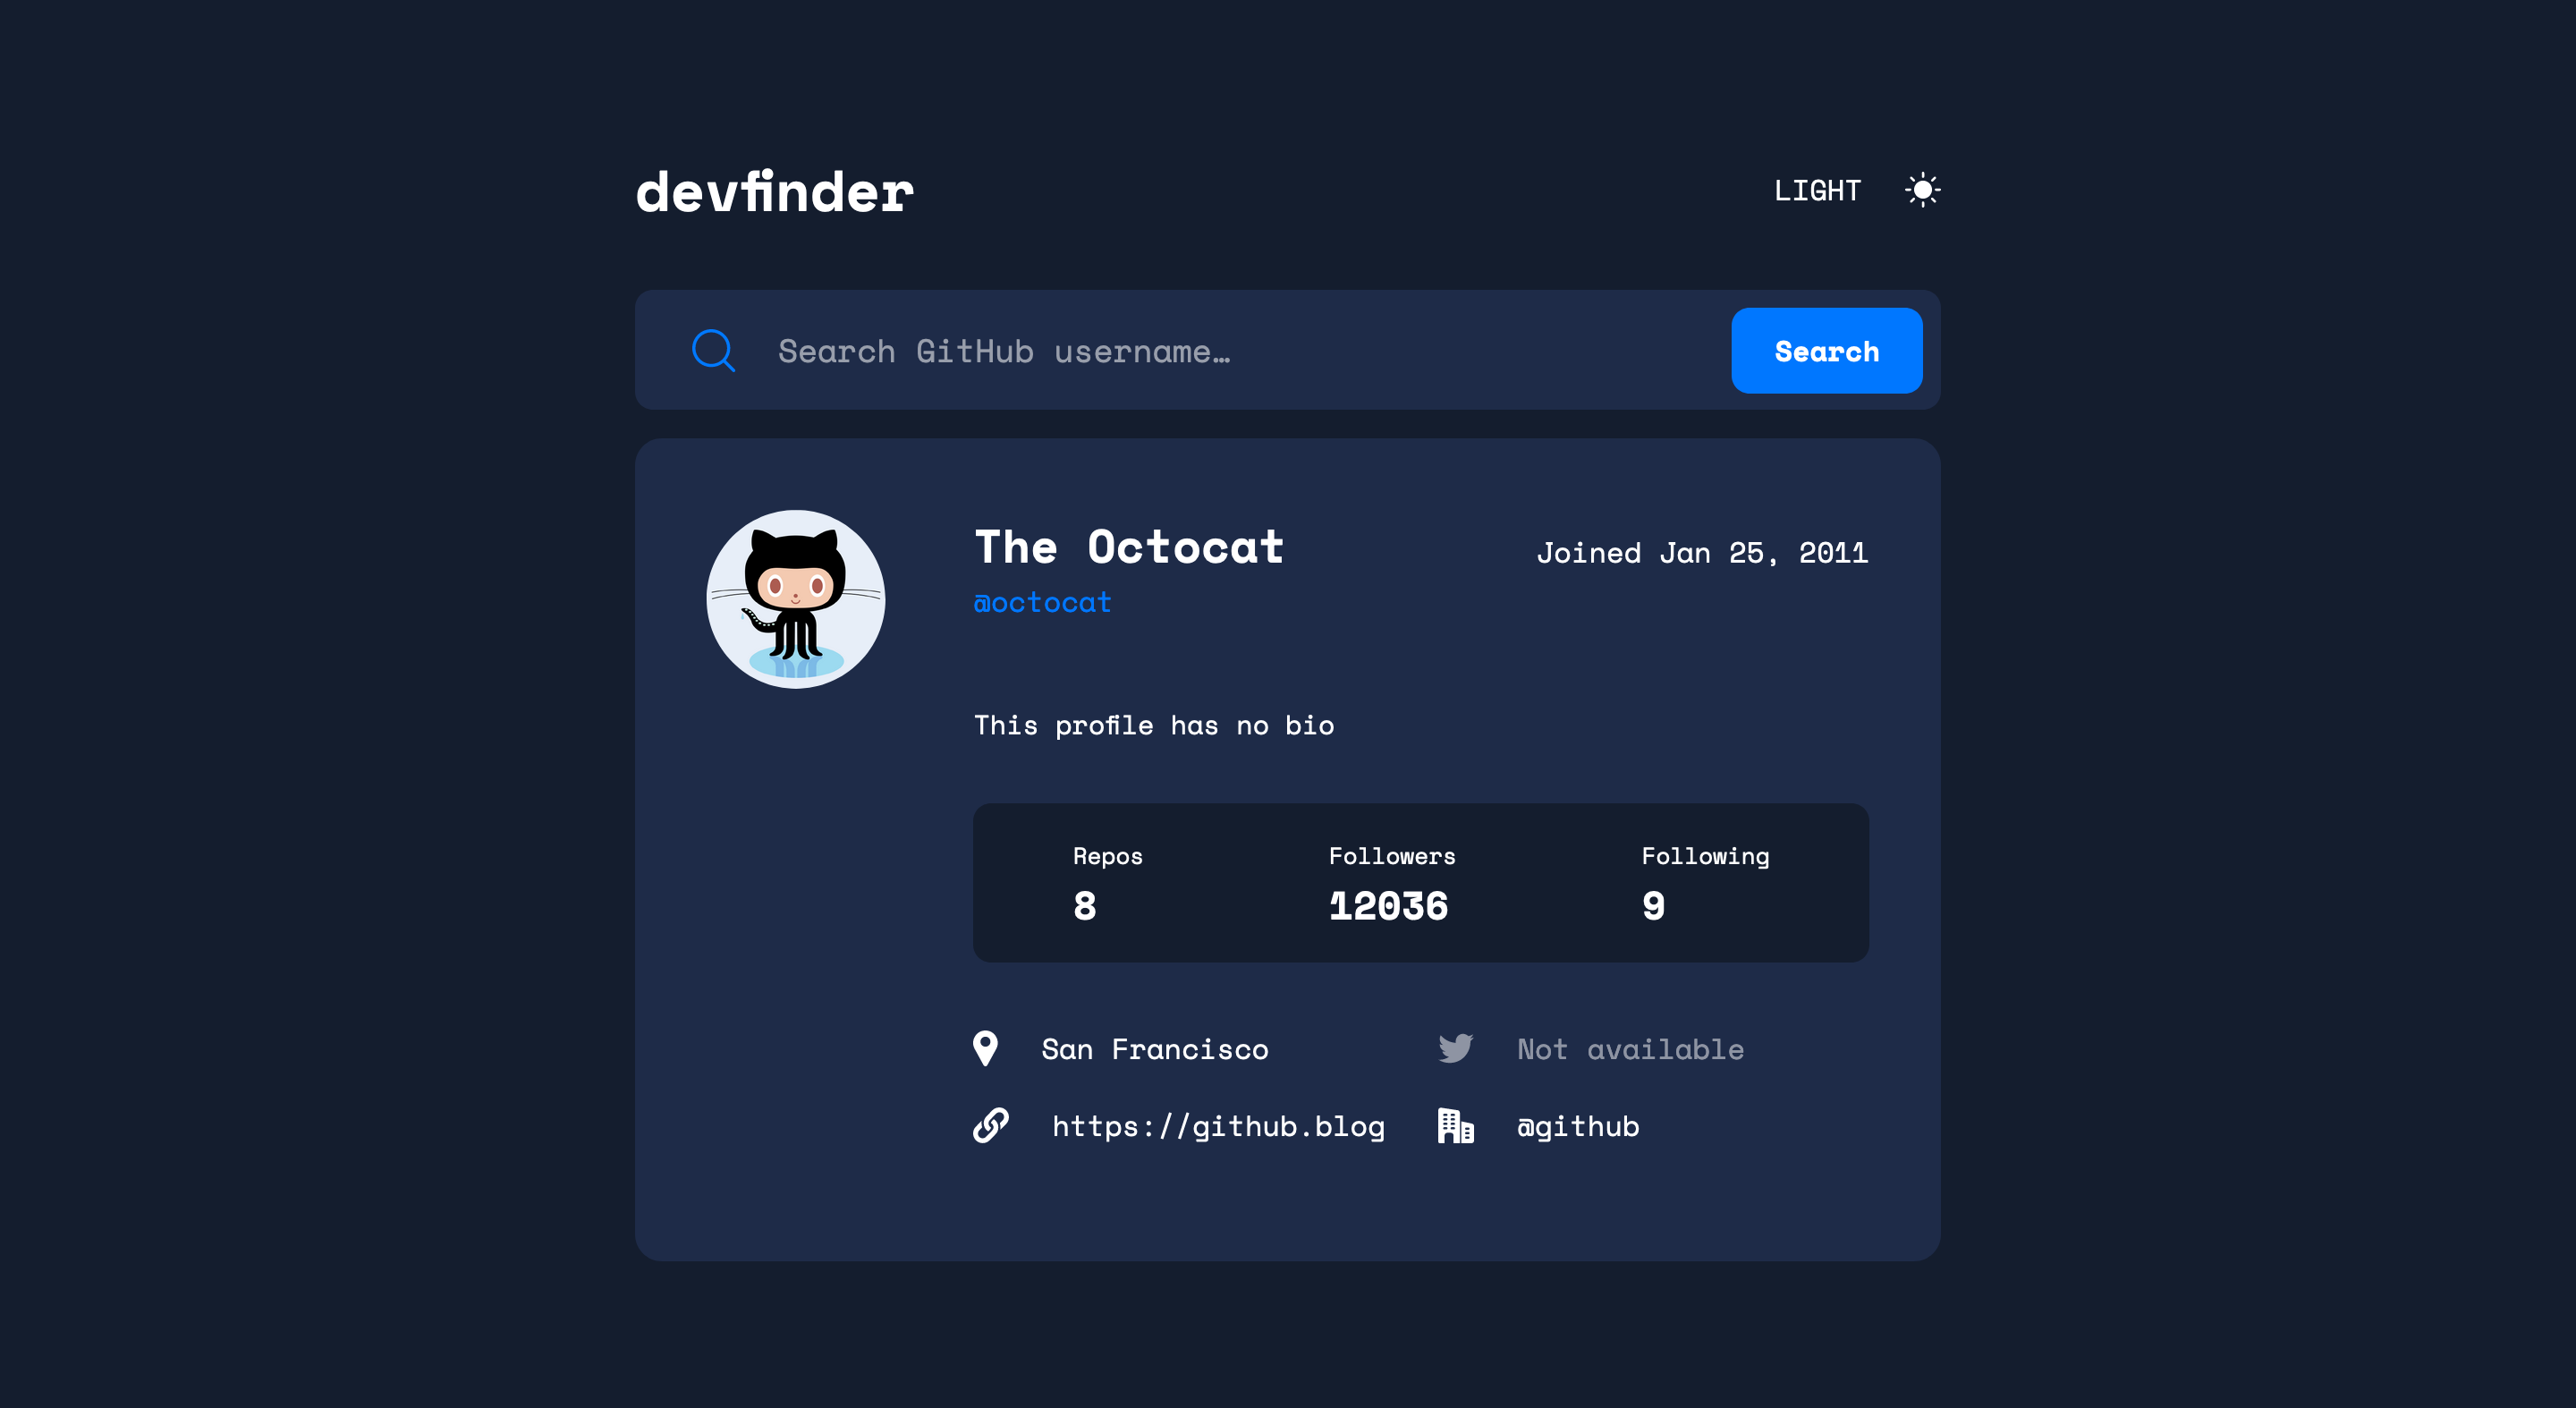 devfinder
LIGHT
Search GitHub username…
Search
The Octocat
Joined Jan 25, 2011
@octocat
This profile has no bio
Repos
Followers
Following
8
12036
9
San Francisco
Not available
https://github.blog
@github